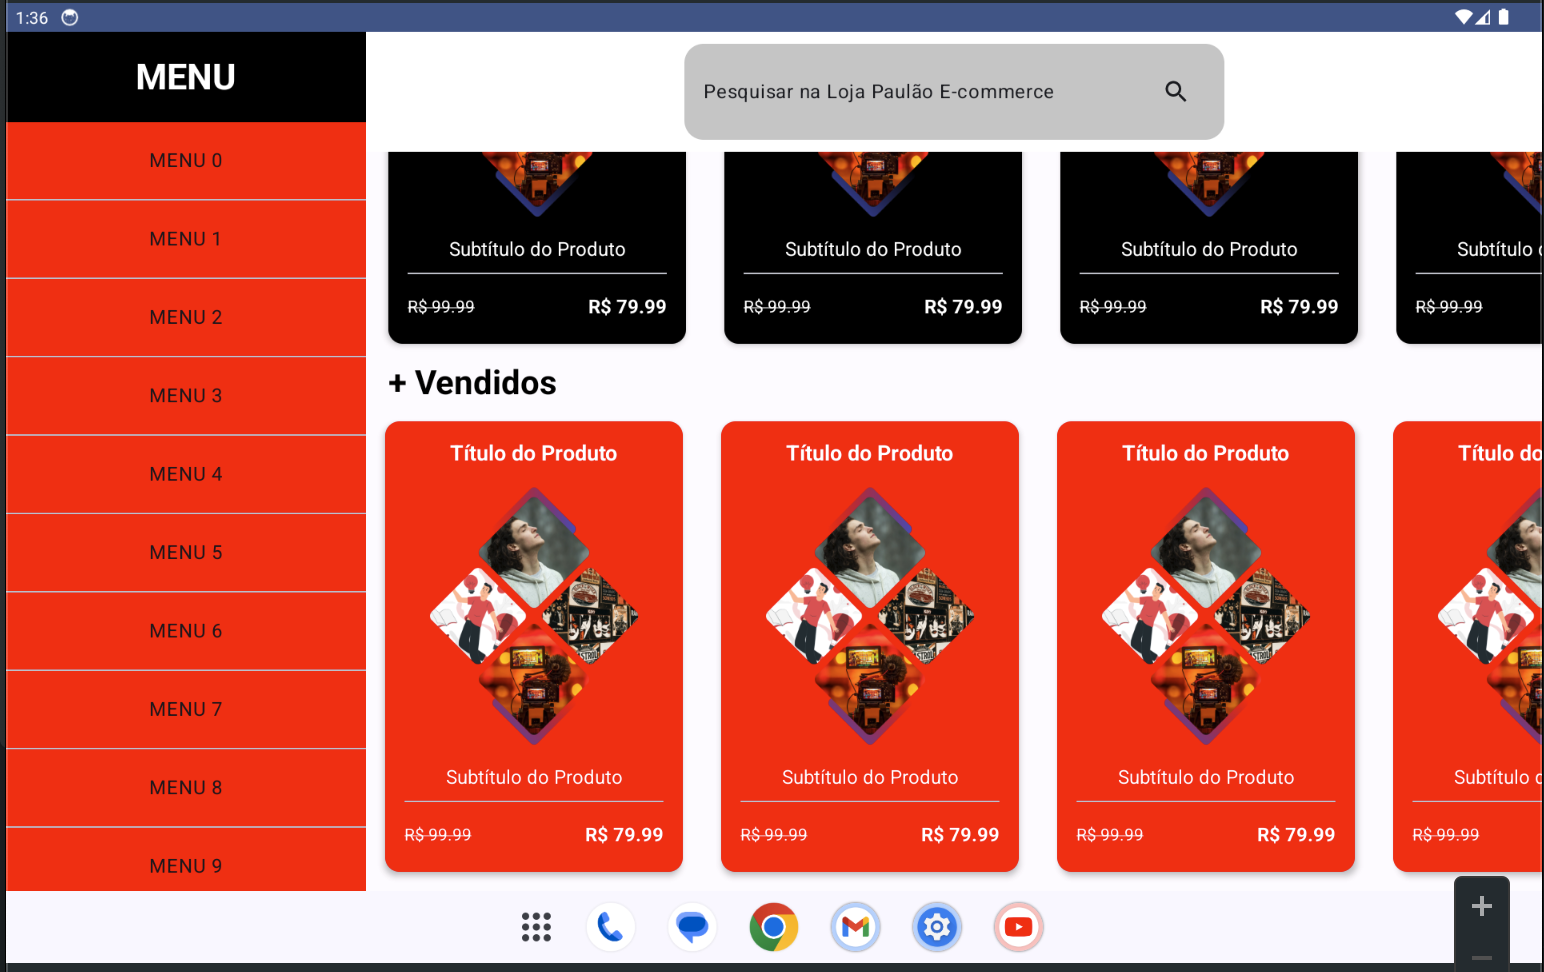 1:36
MENU
Pesquisar na Loja Paulão E-commerce
MENU 0
MENU 1
MENU 2
MENU 3
MENU 4
MENU 5
MENU 6
MENU 7
MENU 8
MENU 9
Subtítulo do Produto Subtítulo do Produto Subtítulo do Produto Subtítulo
R$ 99.99 R$ 79.99 R$ 99.99 R$ 79.99 R$ 99.99 R$ 79.99 R$ 99.99
+ Vendidos
Título do Produto Título do Produto Título do Produto Título do
Subtítulo do Produto Subtítulo do Produto Subtítulo do Produto Subtítulo
R$ 99.99 R$ 79.99 R$ 99.99 R$ 79.99 R$ 99.99 R$ 79.99 R$ 99.99